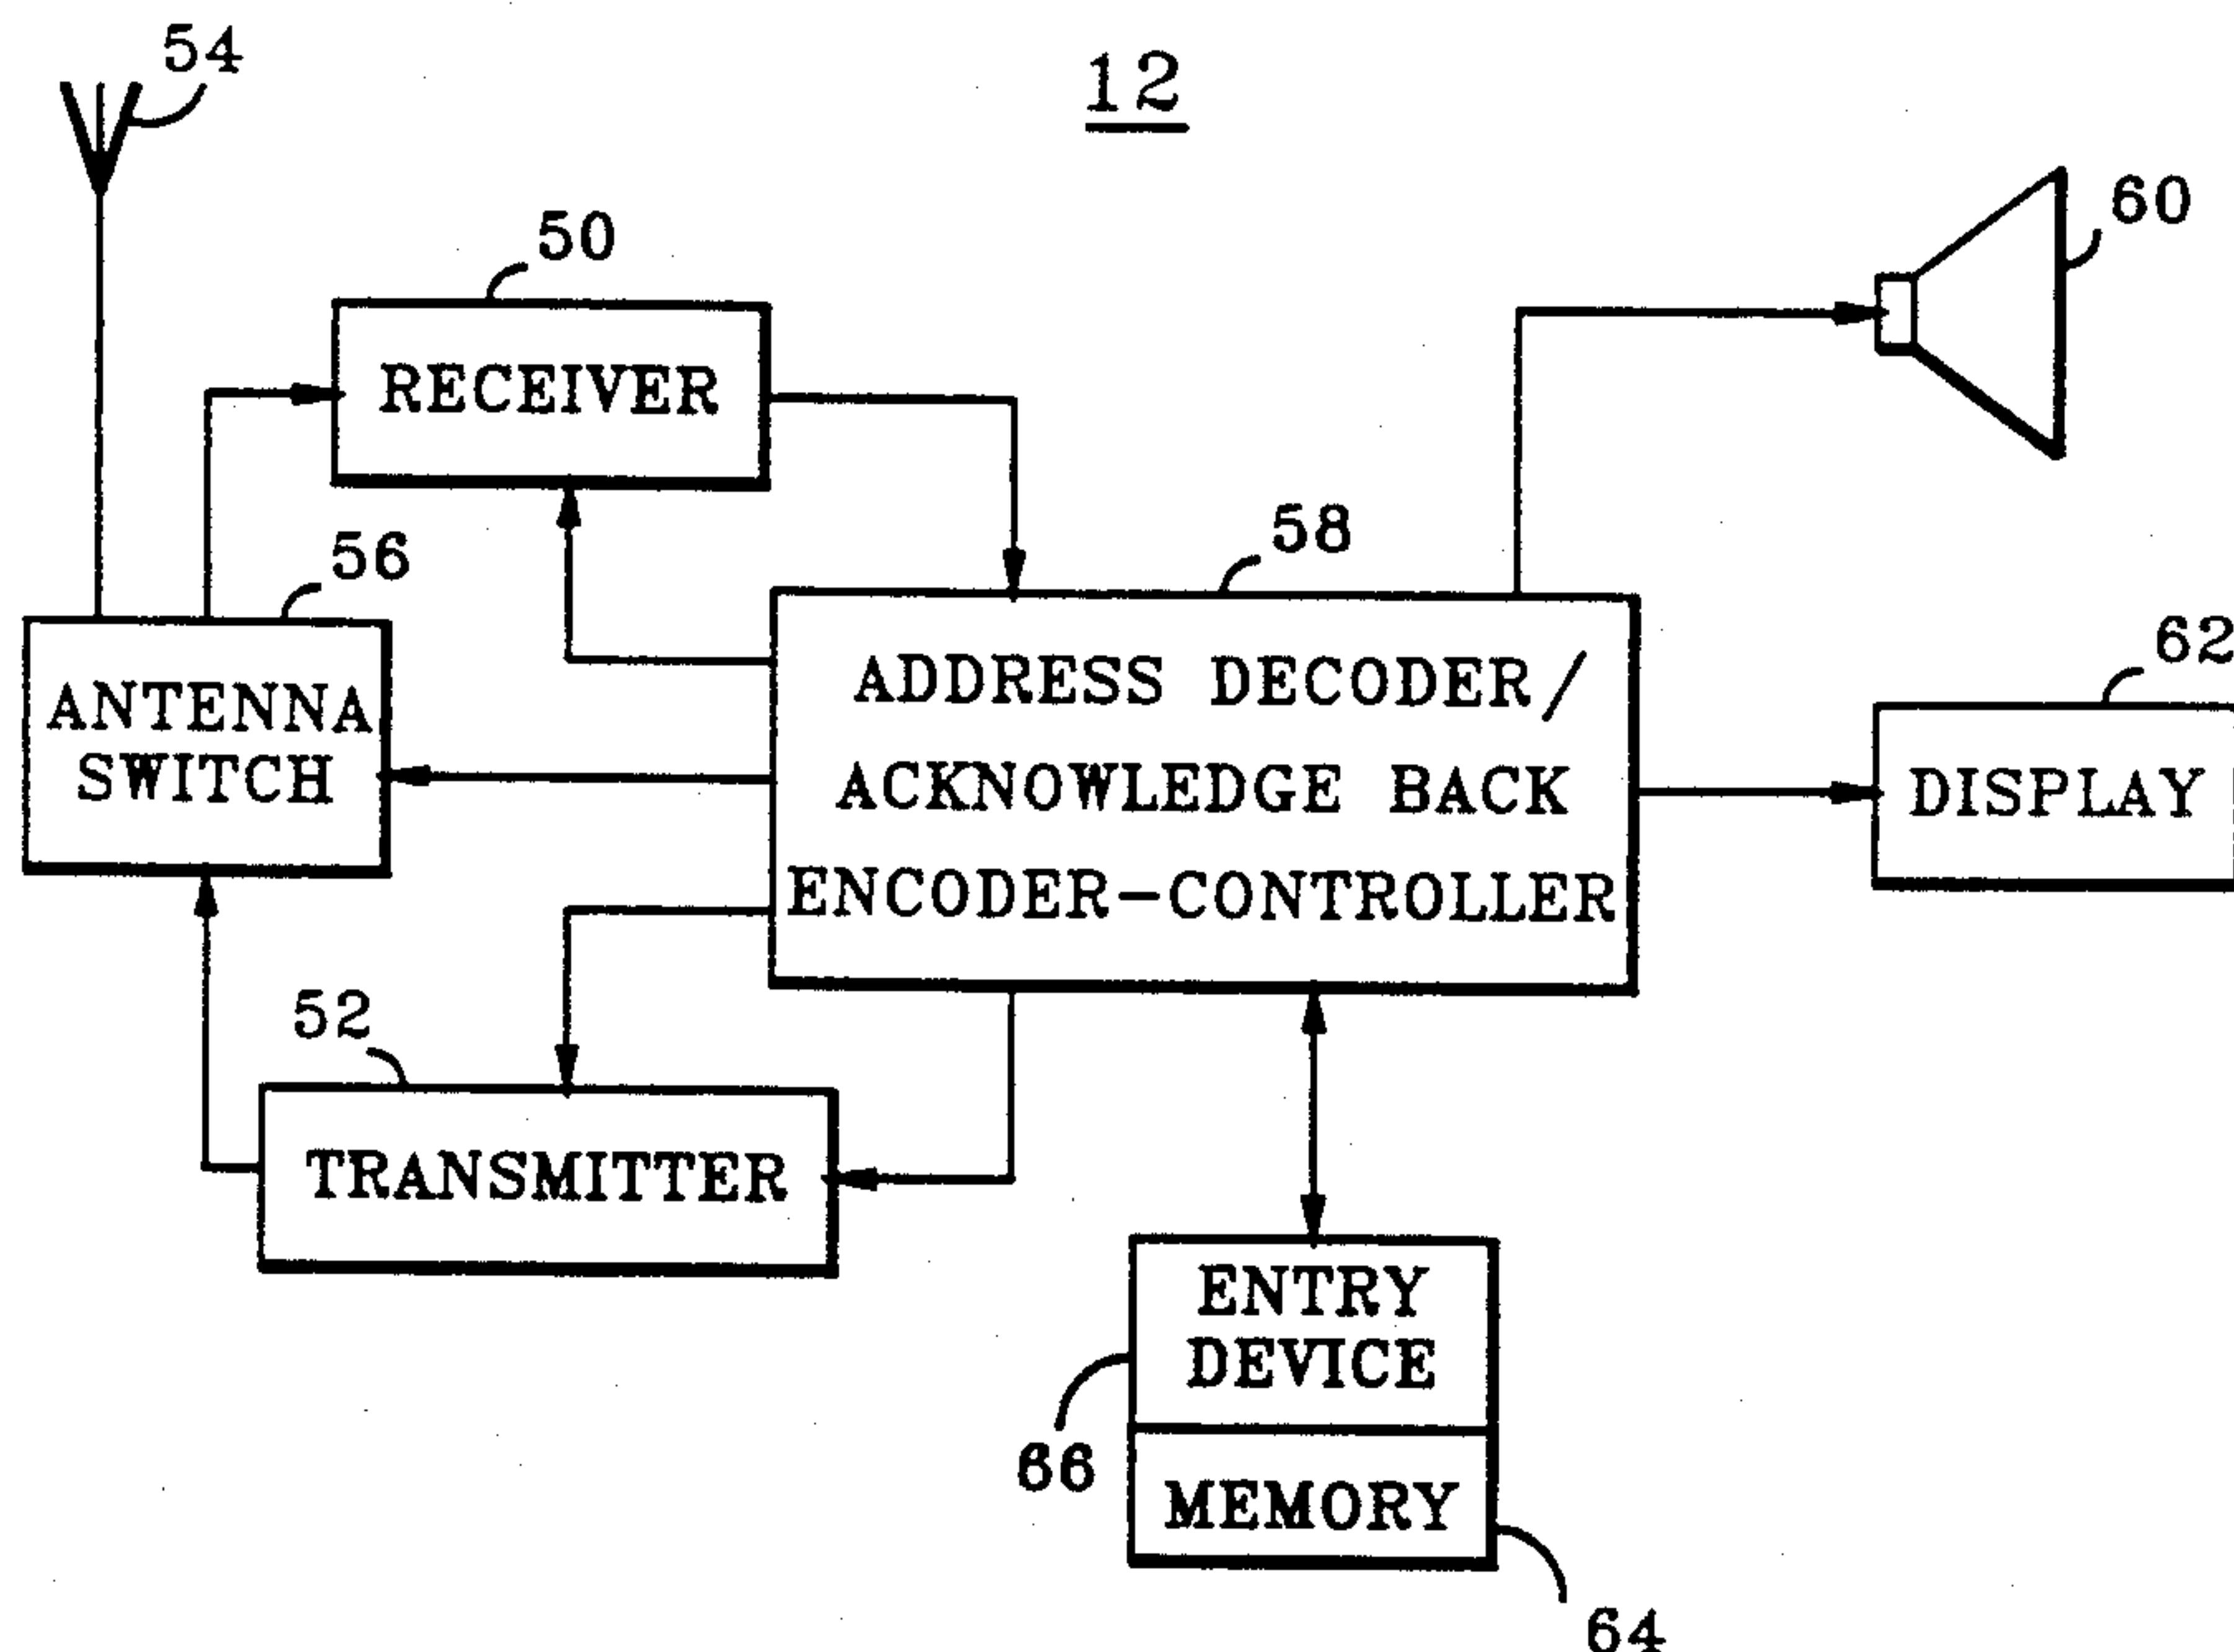 54
12
60
50
RECEIVER
56
58
62
ANTENNA
SWITCH
ADDRESS DECODER/
ACKNOWLEDGE BACK
ENCODER-CONTROLLER
DISPLAY
52
TRANSMITTER
ENTRY
DEVICE
66
MEMORY
64